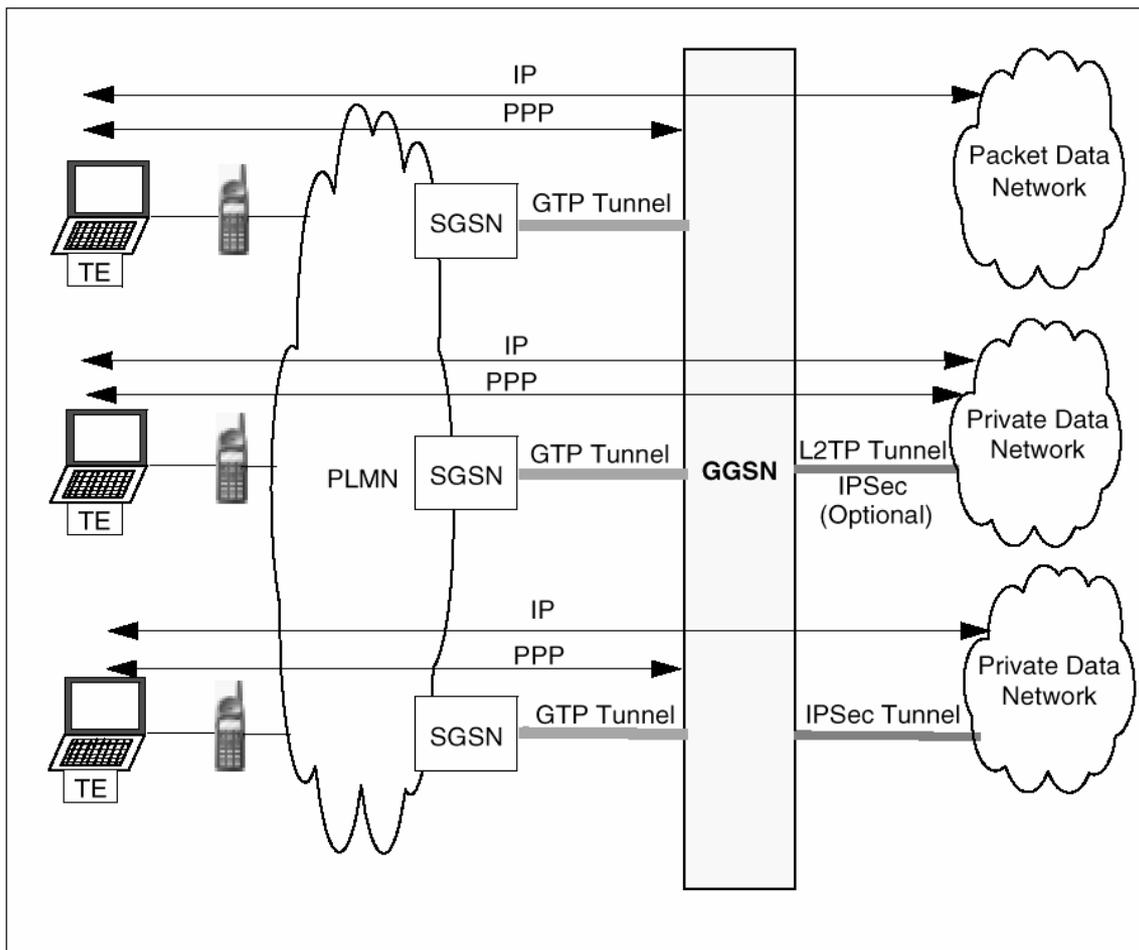 IP
PPP
Packet Data
Network
GTP Tunnel
SGSN
TE
IP
PPP
Private Data
Network
L2TP Tunnel
GTP Tunnel
PLMN
SGSN
GGSN
IPSec
(Optional)
TE
IP
PPP
Private Data
Network
GTP Tunnel
IPSec Tunnel
SGSN
TE